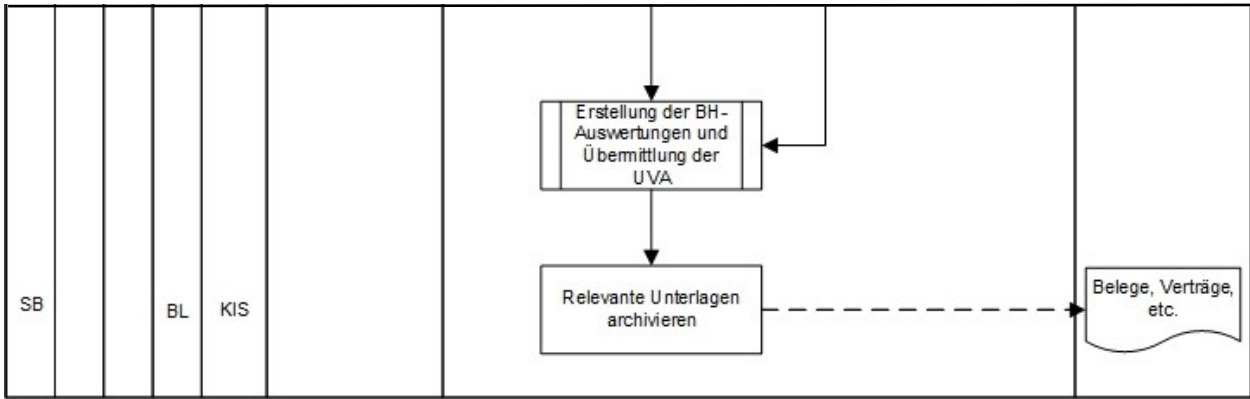 Erstellung der BH-
Auswertungen und
Übermittlung der
UVA
SB
BL
KIS
Relevante Unterlagen
archivieren
Belege, Verträge,
etc.